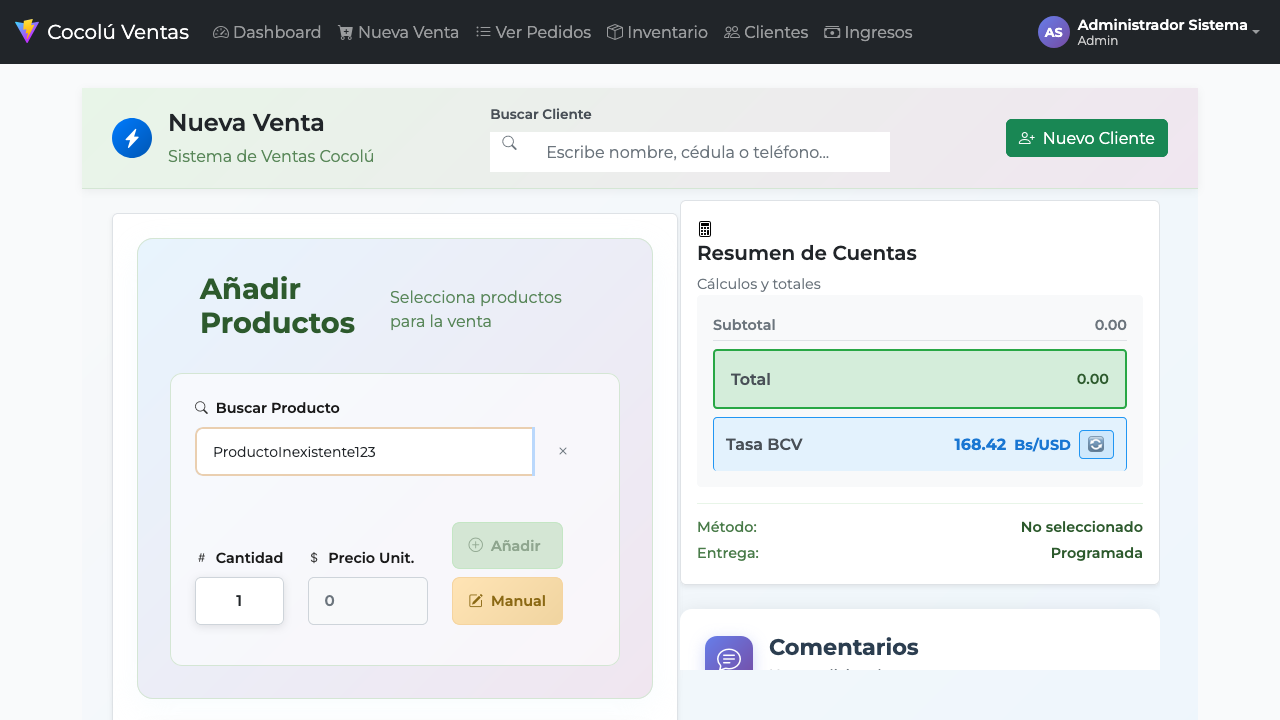 Cocolú Ventas
Dashboard
Nueva Venta
Ver Pedidos
Inventario
Clientes
Ingresos
AS
Administrador Sistema
Admin
Nueva Venta
Sistema de Ventas Cocolú
Buscar Cliente
Escribe nombre, cédula o teléfono...
Nuevo Cliente
Añadir
Productos
Selecciona productos
para la venta
Buscar Producto
ProductoInexistente123
×
# Cantidad
1
$ Precio Unit.
0
Añadir
Manual
Resumen de Cuentas
Cálculos y totales
Subtotal 0.00
Total 0.00
Tasa BCV 168.42 Bs/USD
Método: No seleccionado
Entrega: Programada
Comentarios